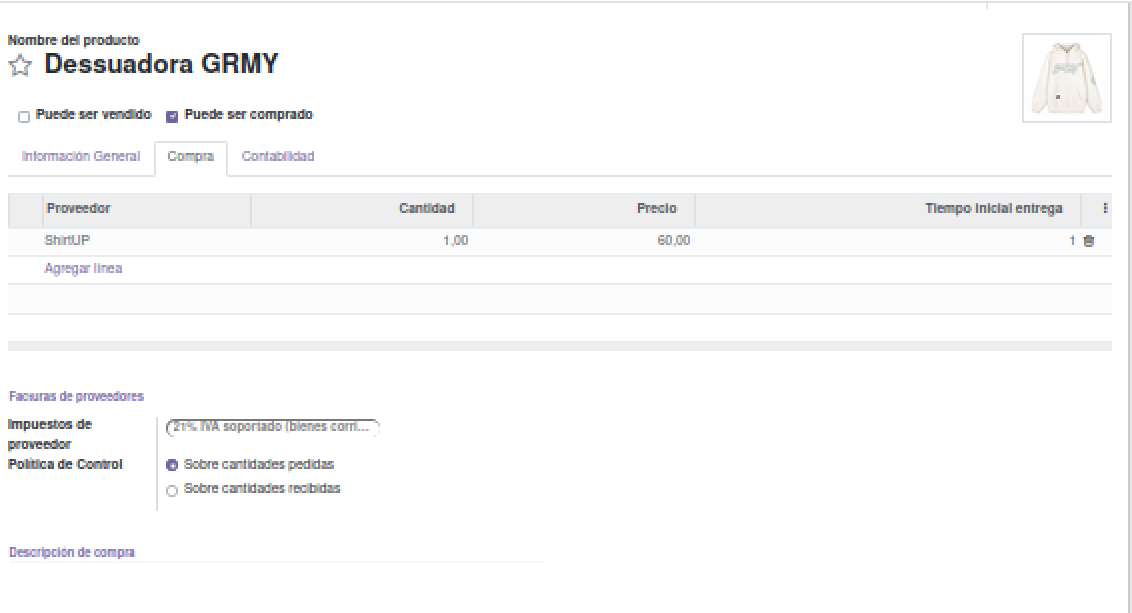 Nombre del producto
Dessuadora GRMY
Puede ser vendido Puede ser comprado
Información General Compra Contabilidad
Proveedor Cantidad Precio Tiempo inicial entrega
ShirtUP 1,00 60,00 1
Agregar línea
Facturas de proveedores
Impuestos de proveedor 21% IVA soportado (bienes corri...
Política de Control Sobre cantidades pedidas
Sobre cantidades recibidas
Descripción de compra